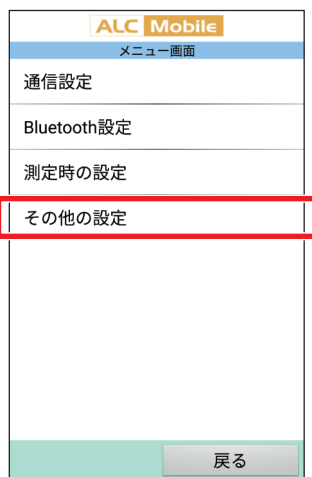 ALC Mobile
メニュー画面
通信設定
Bluetooth設定
測定時の設定
その他の設定
戻る